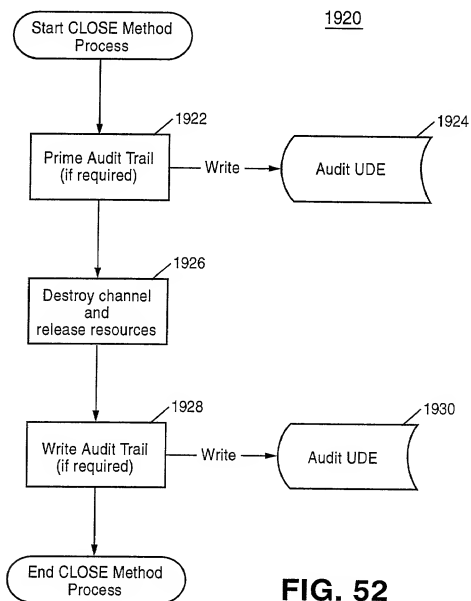 Start CLOSE Method
Process
1920
1922
Prime Audit Trail
(if required)
Write
1924
Audit UDE
1926
Destroy channel
and
release resources
1928
Write Audit Trail
(if required)
Write
1930
Audit UDE
End CLOSE Method
Process
FIG. 52